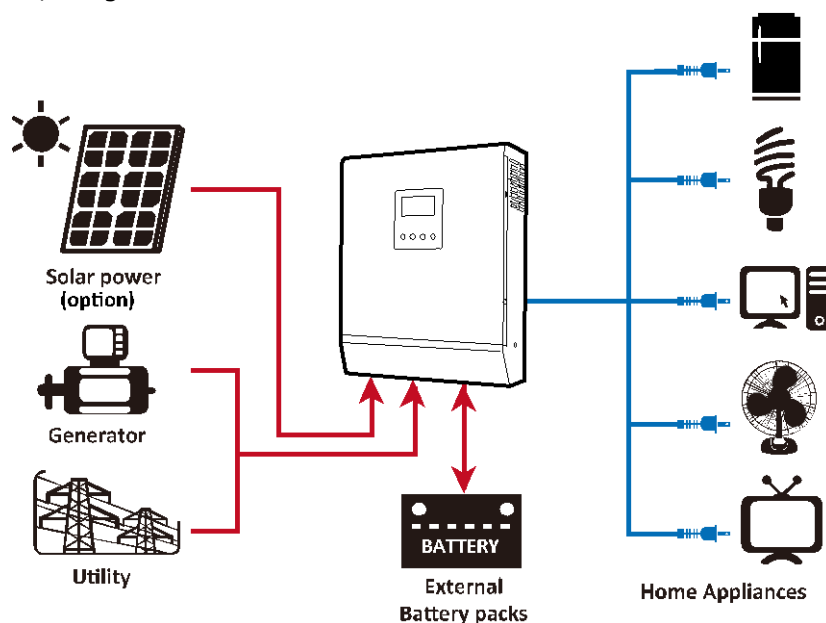 Solar power
(option)
Generator
Utility
BATTERY
External
Battery packs
Home Appliances